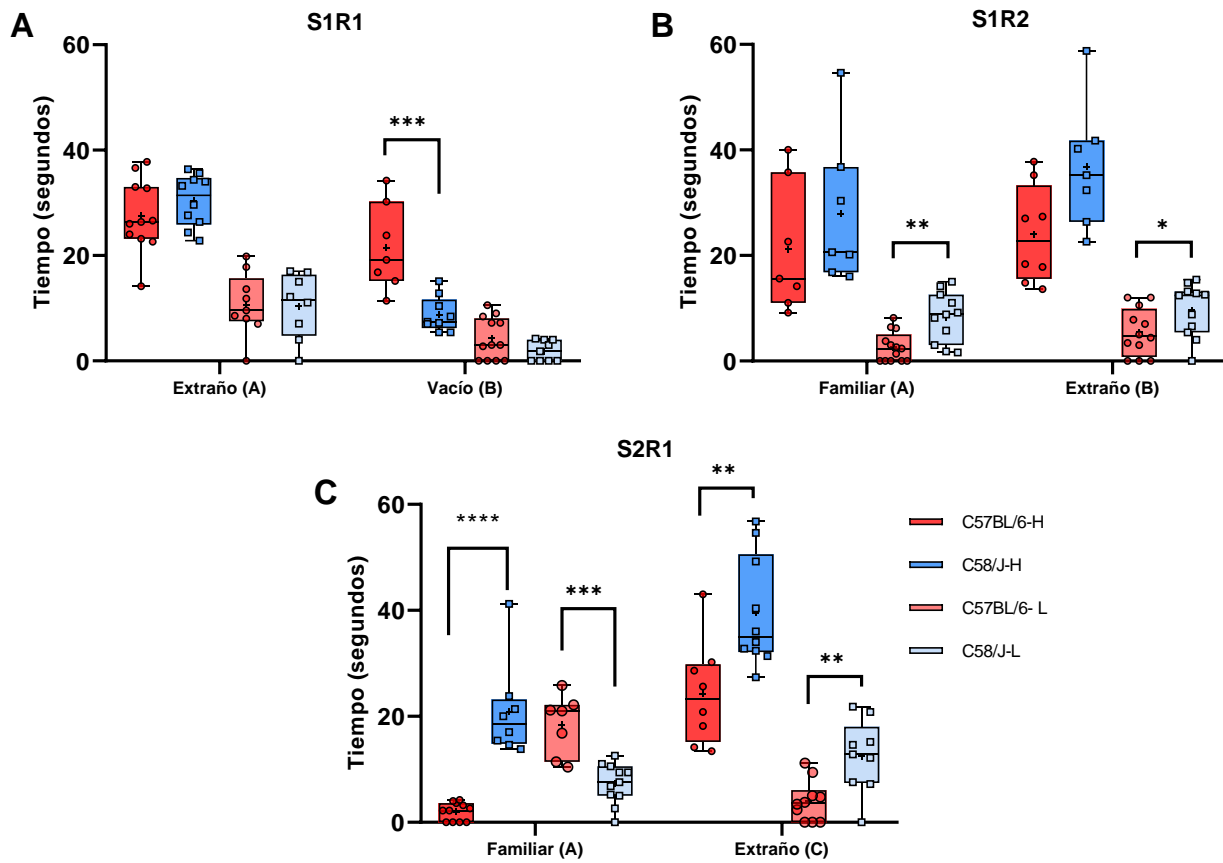 A
S1R1
Tiempo (segundos)
60
40
20
0
***
Extraño (A)
Vacío (B)
B
S1R2
Tiempo (segundos)
60
40
20
0
**
*
Familiar (A)
Extraño (B)
C
S2R1
Tiempo (segundos)
60
40
20
0
****
***
**
**
Familiar (A)
Extraño (C)
C57BL/6-H
C58/J-H
C57BL/6- L
C58/J-L